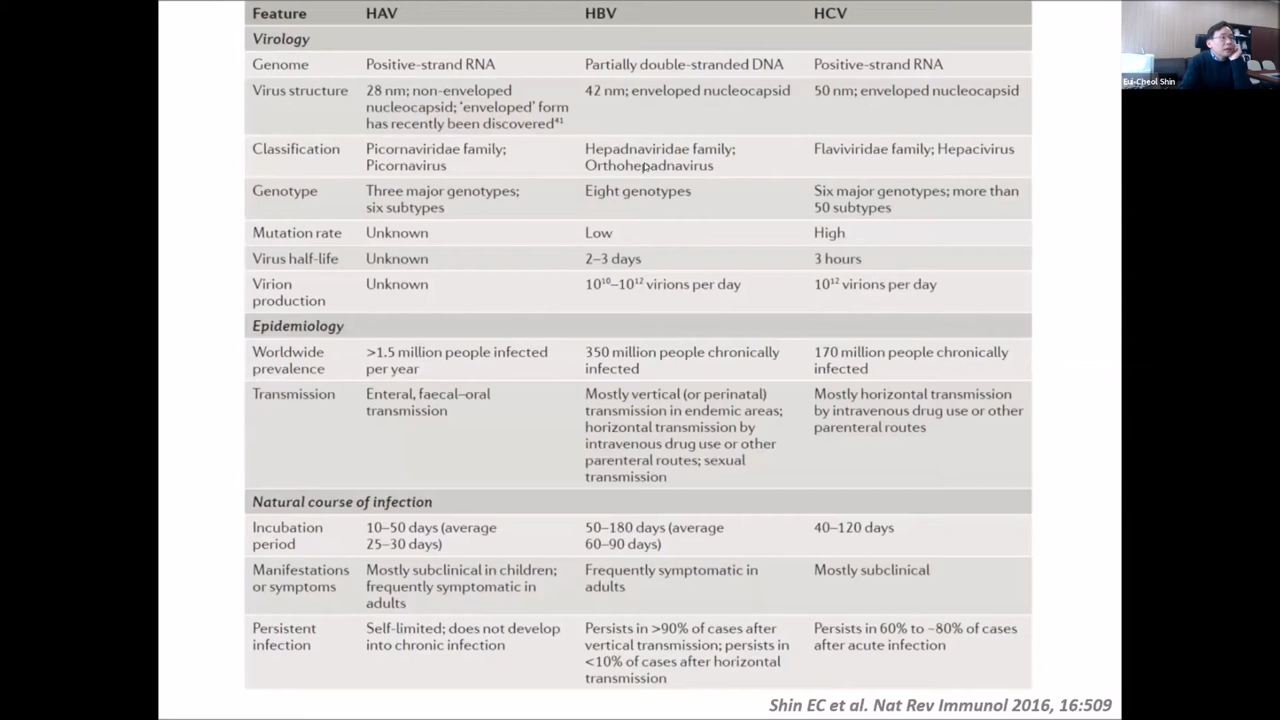 Feature HAV HBV HCV
Virology
Genome Positive-strand RNA Partially double-stranded DNA Positive-strand RNA
Virus structure 28 nm; non-enveloped 42 nm; enveloped nucleocapsid 50 nm; enveloped nucleocapsid
nucleocapsid; ‘enveloped’ form
has recently been discovered⁴¹
Classification Picornaviridae family; Hepadnaviridae family; Flaviviridae family; Hepacivirus
Picornavirus Orthohepadnavirus
Genotype Three major genotypes; Eight genotypes Six major genotypes; more than
six subtypes 50 subtypes
Mutation rate Unknown Low High
Virus half-life Unknown 2–3 days 3 hours
Virion Unknown 10¹⁰–10¹² virions per day 10¹² virions per day
production
Epidemiology
Worldwide >1.5 million people infected 350 million people chronically 170 million people chronically
prevalence per year infected infected
Transmission Enteral, faecal–oral Mostly vertical (or perinatal) Mostly horizontal transmission
transmission transmission in endemic areas; by intravenous drug use or other
horizontal transmission by parenteral routes
intravenous drug use or other
parenteral routes; sexual
transmission
Natural course of infection
Incubation 10–50 days (average 50–180 days (average 40–120 days
period 25–30 days) 60–90 days)
Manifestations Mostly subclinical in children; Frequently symptomatic in Mostly subclinical
or symptoms frequently symptomatic in adults
adults
Persistent Self-limited; does not develop Persists in >90% of cases after Persists in 60% to ~80% of cases
infection into chronic infection vertical transmission; persists in after acute infection
<10% of cases after horizontal
transmission
Shin EC et al. Nat Rev Immunol 2016, 16:509
Eui-Cheol Shin